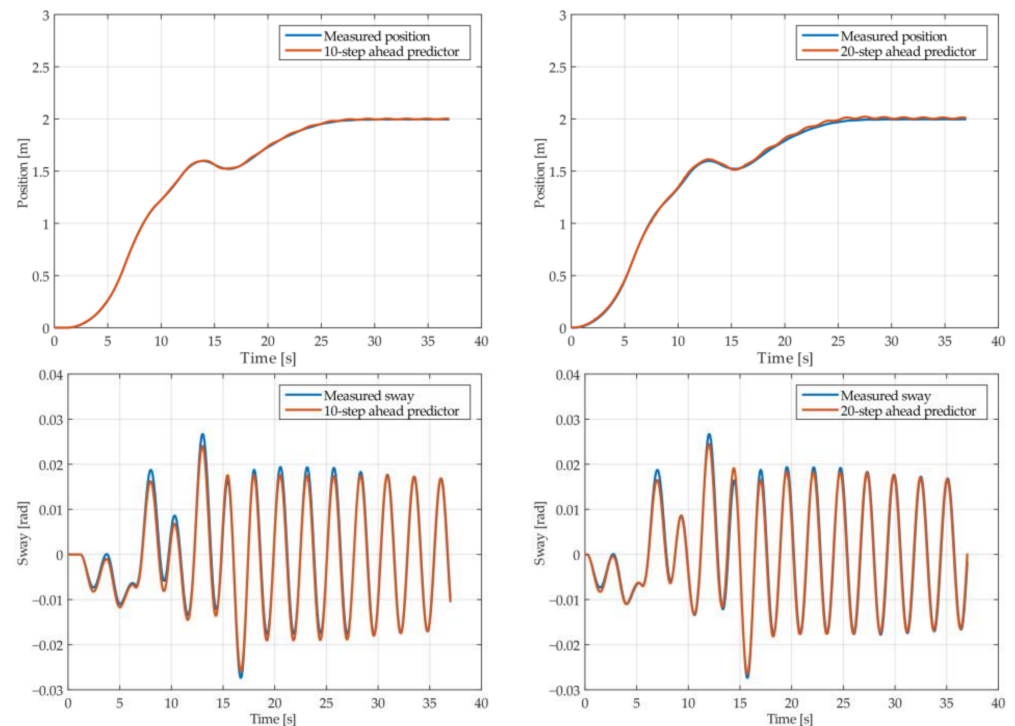 3
2.5
2
1.5
1
0.5
0
Position [m]
Measured position
10-step ahead predictor
0 5 10 15 20 25 30 35 40
Time [s]
3
2.5
2
1.5
1
0.5
0
Position [m]
Measured position
20-step ahead predictor
0 5 10 15 20 25 30 35 40
Time [s]
0.04
0.03
0.02
0.01
0
−0.01
−0.02
−0.03
Sway [rad]
Measured sway
10-step ahead predictor
0 5 10 15 20 25 30 35 40
Time [s]
0.04
0.03
0.02
0.01
0
−0.01
−0.02
−0.03
Sway [rad]
Measured sway
20-step ahead predictor
0 5 10 15 20 25 30 35 40
Time [s]